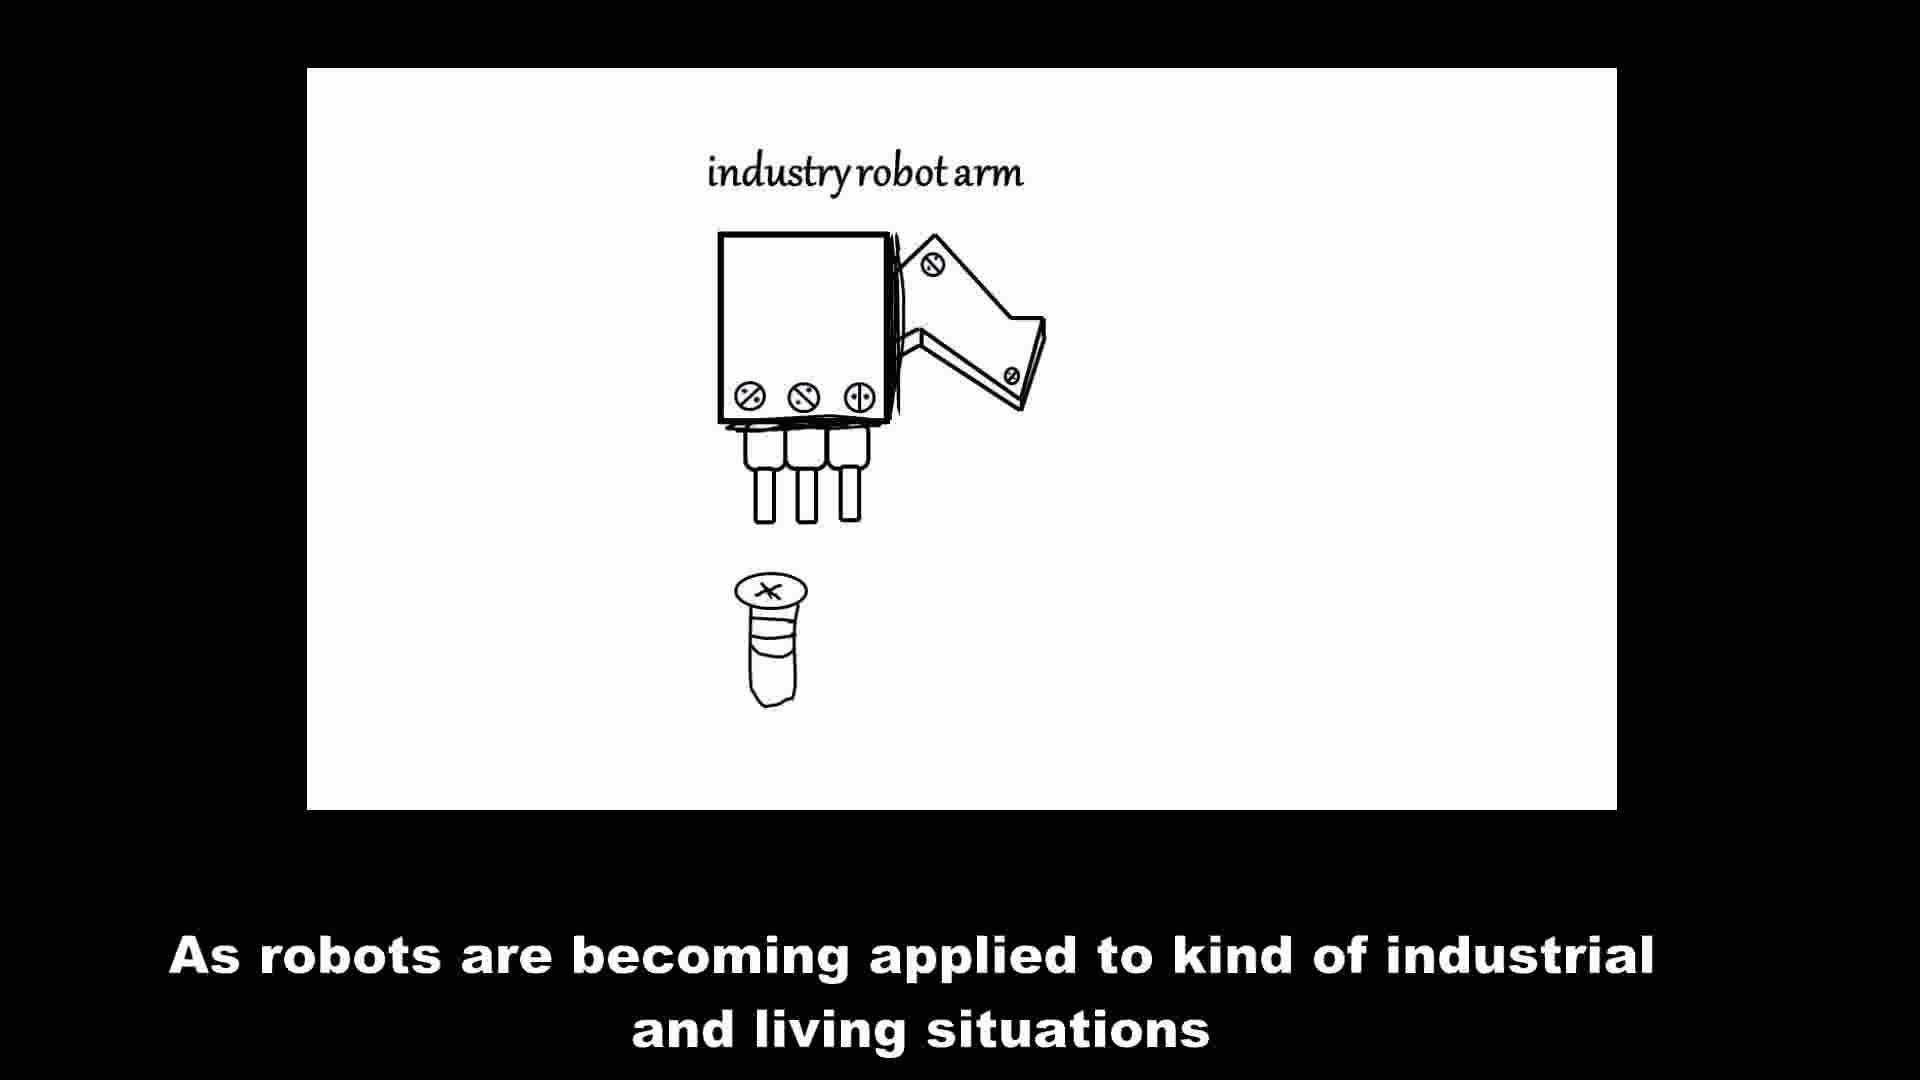 industry robot arm
As robots are becoming applied to kind of industrial
and living situations